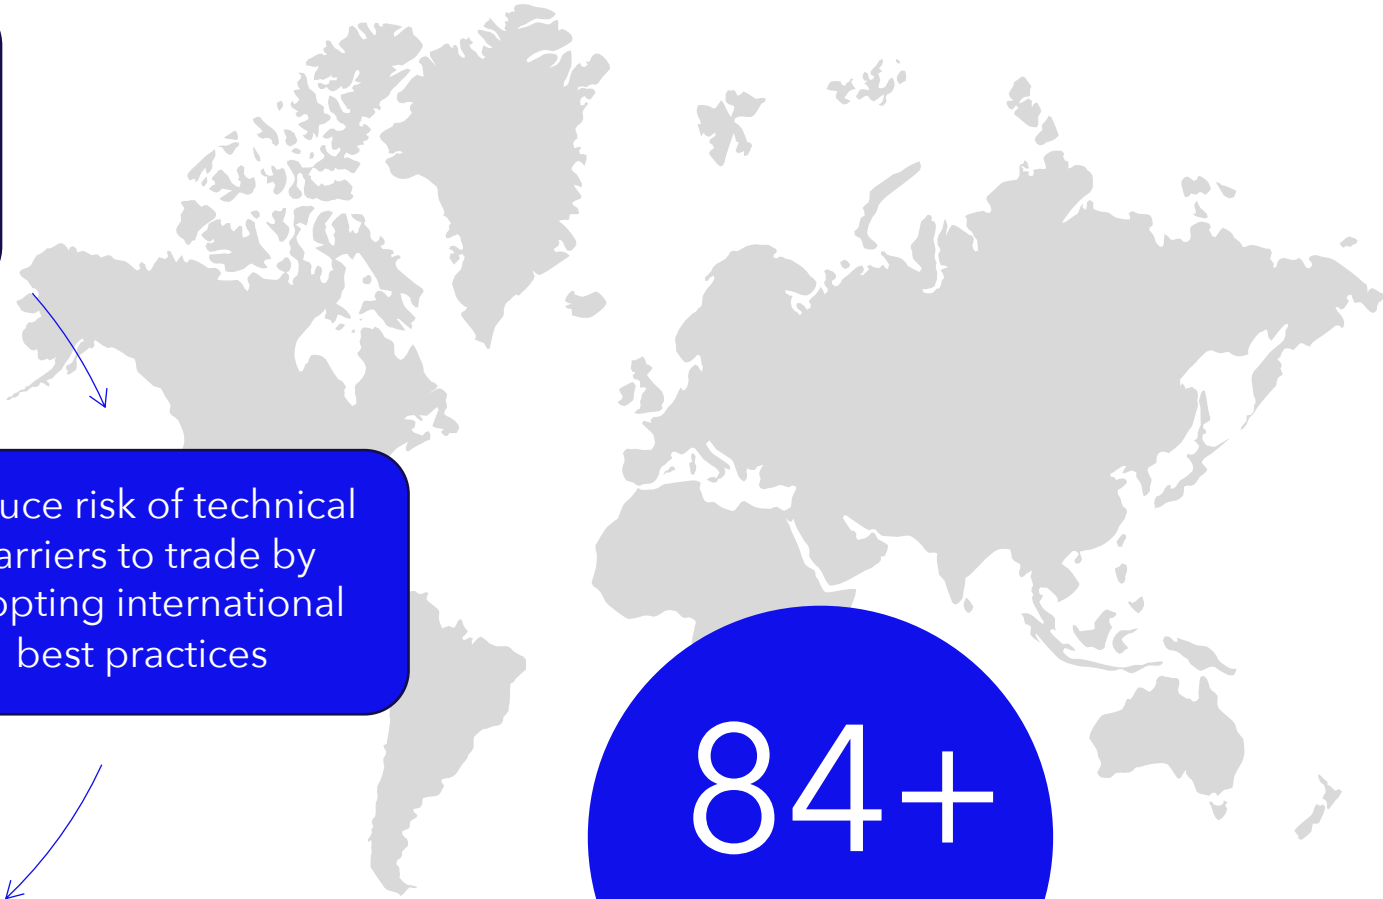 uce risk of technical
arriers to trade by
opting international
best practices
84+